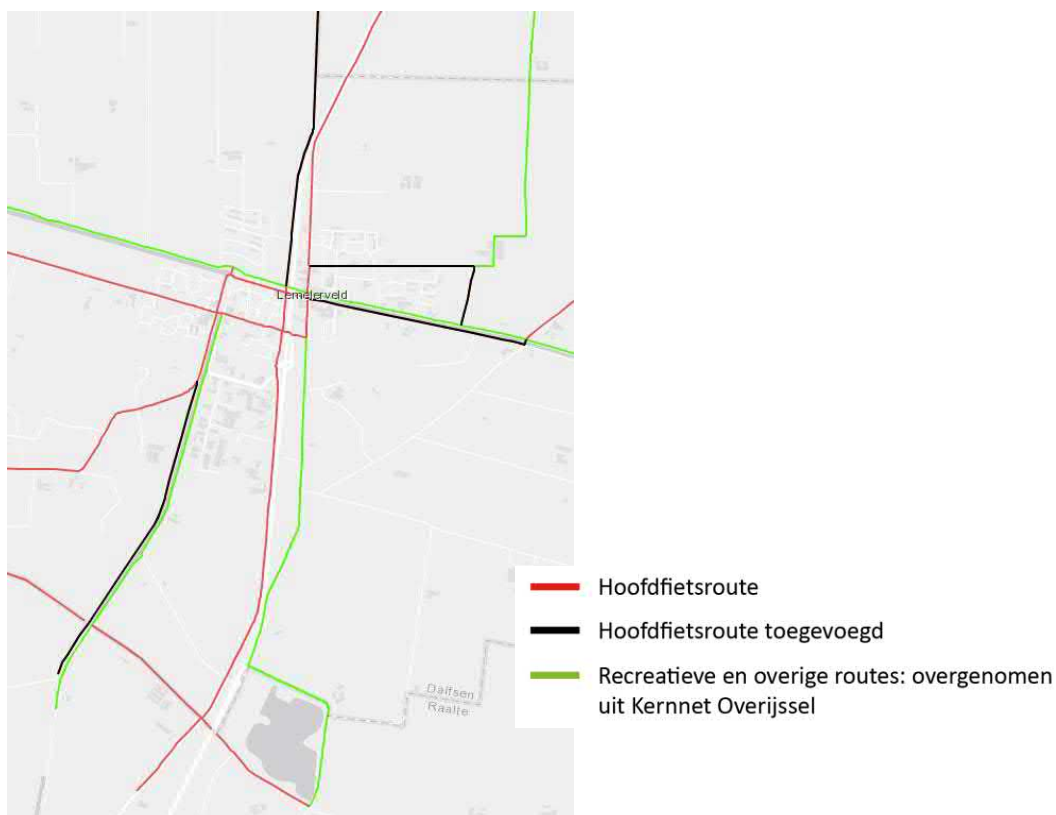 Lemelerveld
Dalfsen
Raalte
Hoofdfietsroute
Hoofdfietsroute toegevoegd
Recreatieve en overige routes: overgenomen
uit Kernnet Overijssel